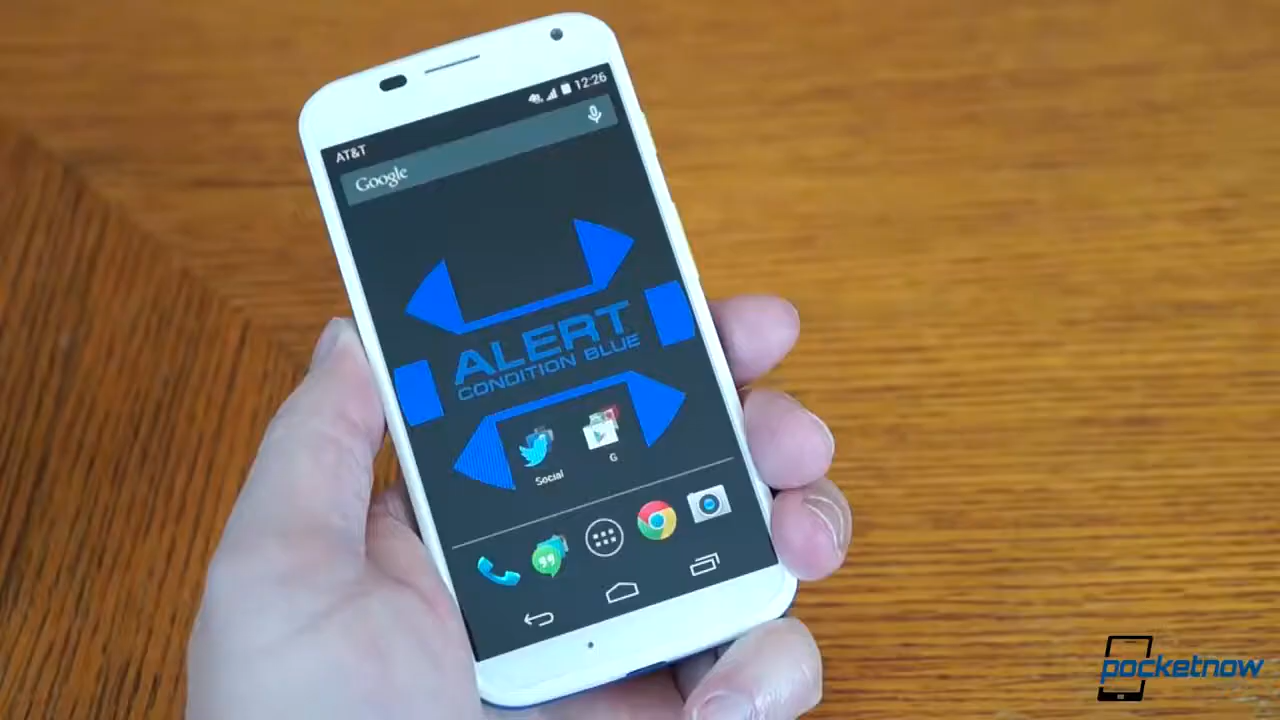 12:26
AT&T
Google
ALERT
CONDITION BLUE
Social
G
pocketnow